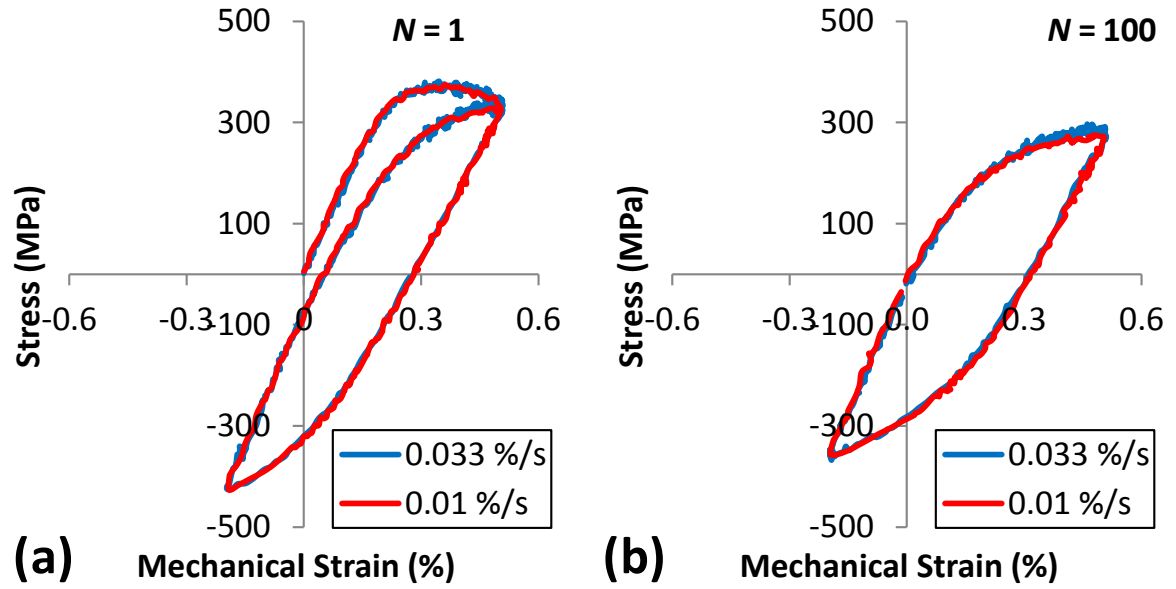 500
N = 1
300
100
-0.6
-0.3
0
0.3
0.6
-100
-300
-500
Stress (MPa)
0.033 %/s
0.01 %/s
(a)
Mechanical Strain (%)
500
N = 100
300
100
-0.6
-0.3
0
0.3
0.6
-100
-300
-500
Stress (MPa)
0.033 %/s
0.01 %/s
(b)
Mechanical Strain (%)